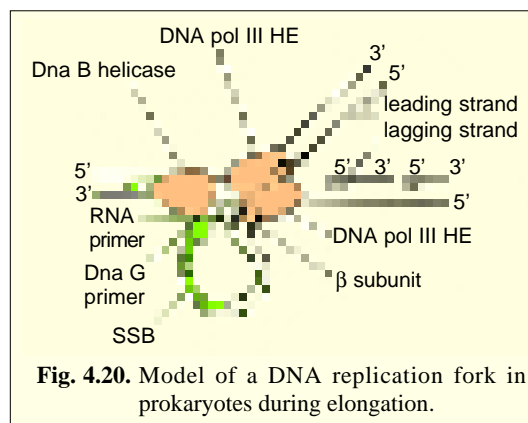 DNA pol III HE
Dna B helicase
3’
5’
leading strand
lagging strand
5’
3’
5’ 3’ 5’ 3’
5’
RNA
primer
DNA pol III HE
Dna G
primer
β subunit
SSB
Fig. 4.20. Model of a DNA replication fork in
prokaryotes during elongation.